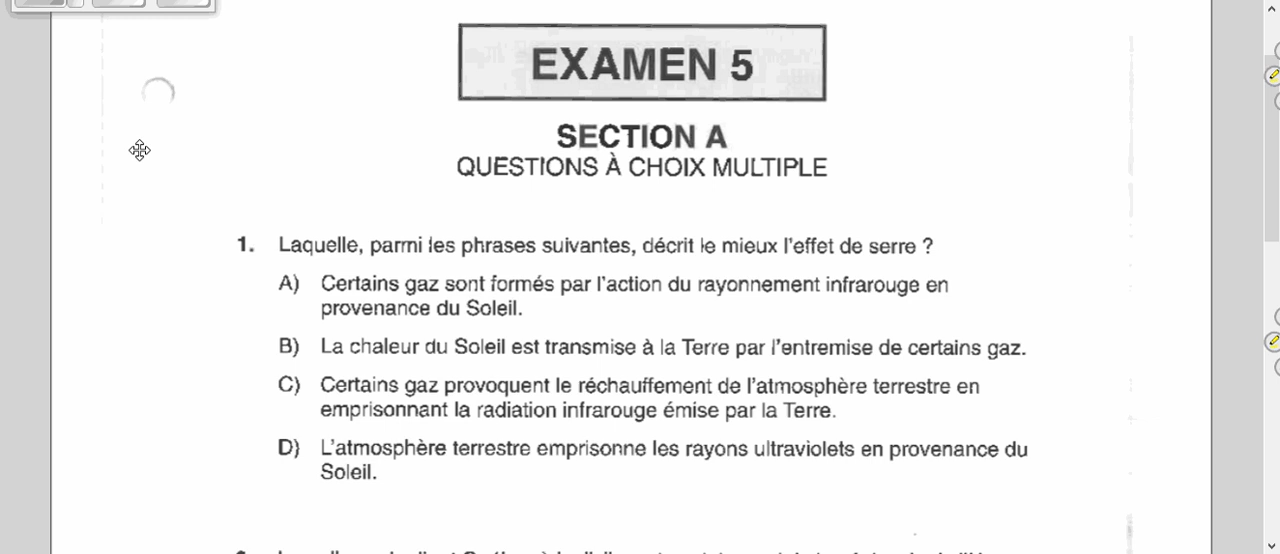 EXAMEN 5
SECTION A
QUESTIONS À CHOIX MULTIPLE
1. Laquelle, parmi les phrases suivantes, décrit le mieux l'effet de serre ?
A) Certains gaz sont formés par l'action du rayonnement infrarouge en
provenance du Soleil.
B) La chaleur du Soleil est transmise à la Terre par l'entremise de certains gaz.
C) Certains gaz provoquent le réchauffement de l'atmosphère terrestre en
emprisonnant la radiation infrarouge émise par la Terre.
D) L'atmosphère terrestre emprisonne les rayons ultraviolets en provenance du
Soleil.